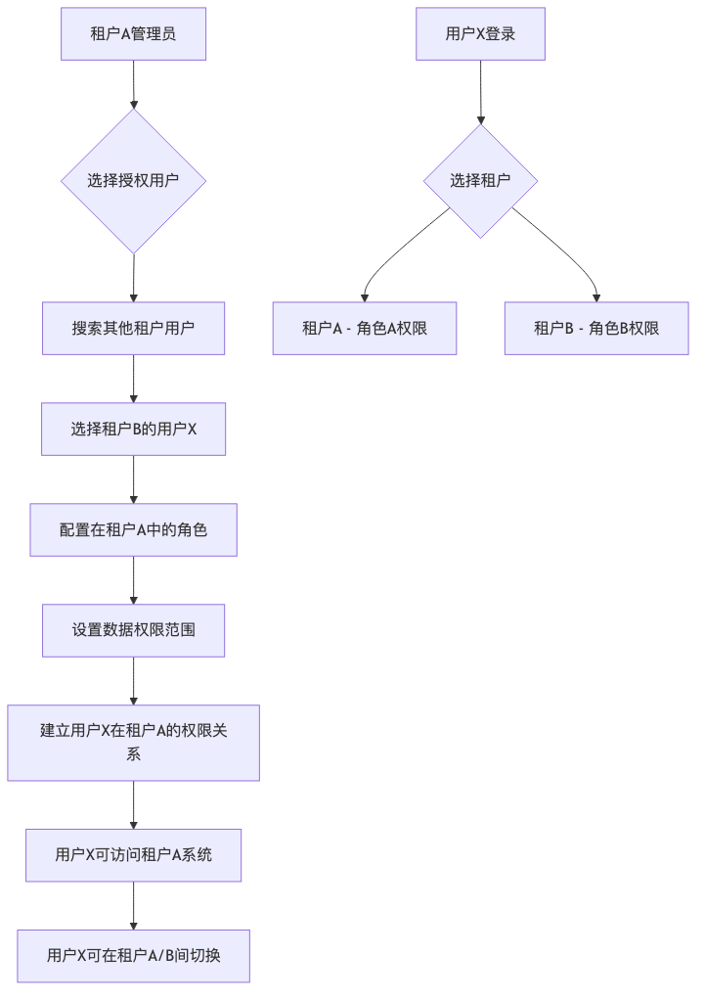 租户A管理员
选择授权用户
搜索其他租户用户
选择租户B的用户X
配置在租户A中的角色
设置数据权限范围
建立用户X在租户A的权限关
系
用户X可访问租户A系统
用户X可在租户A/B间切换
用户X登录
选择租户
租户A - 角色A权限
租户B - 角色B权限